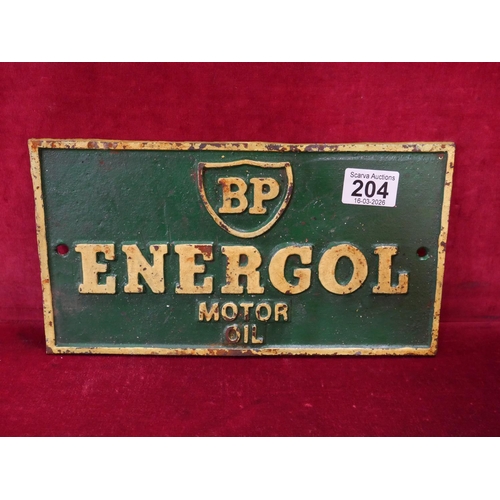 BP
Scarva Auctions
204
16-03-2026
ENERGOL
MOTOR
OIL